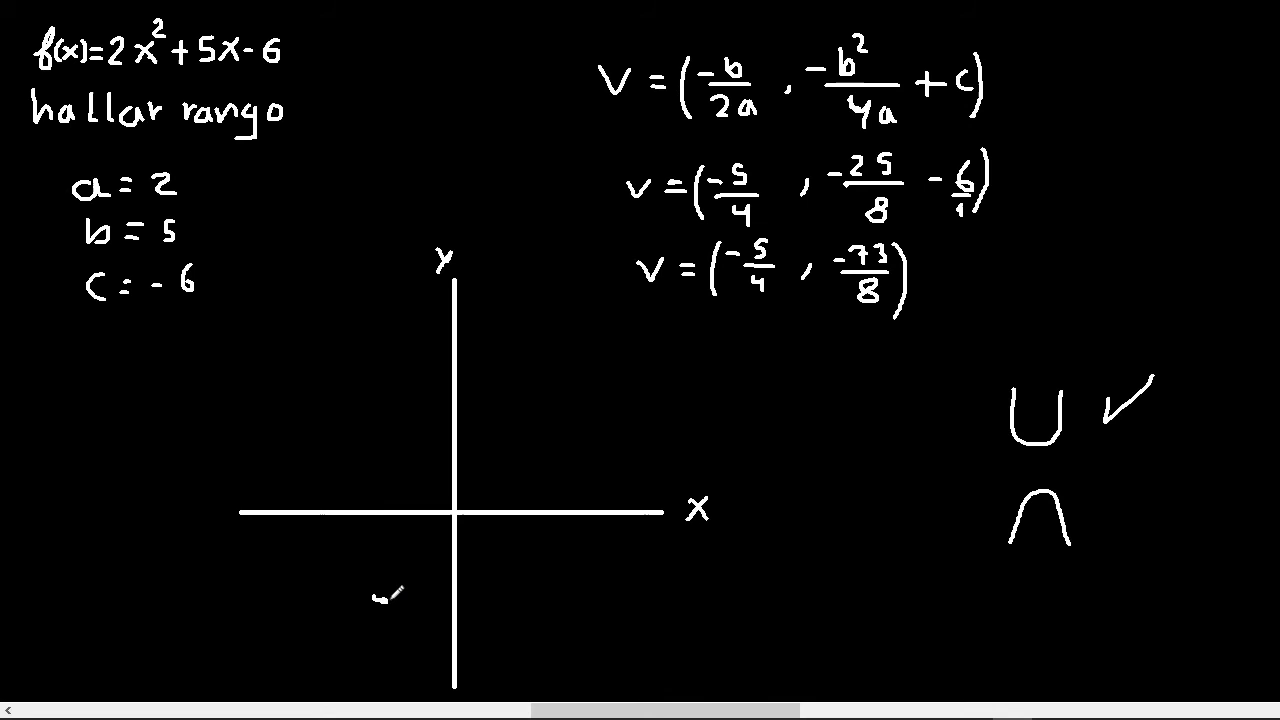 f(x)=2x²+5x-6
hallar rango
a=2
b=5
c=-6
V=(-b/2a, -b²/4a+c)
V=(-5/4, -25/8-6/1)
V=(-5/4, -73/8)
y
x